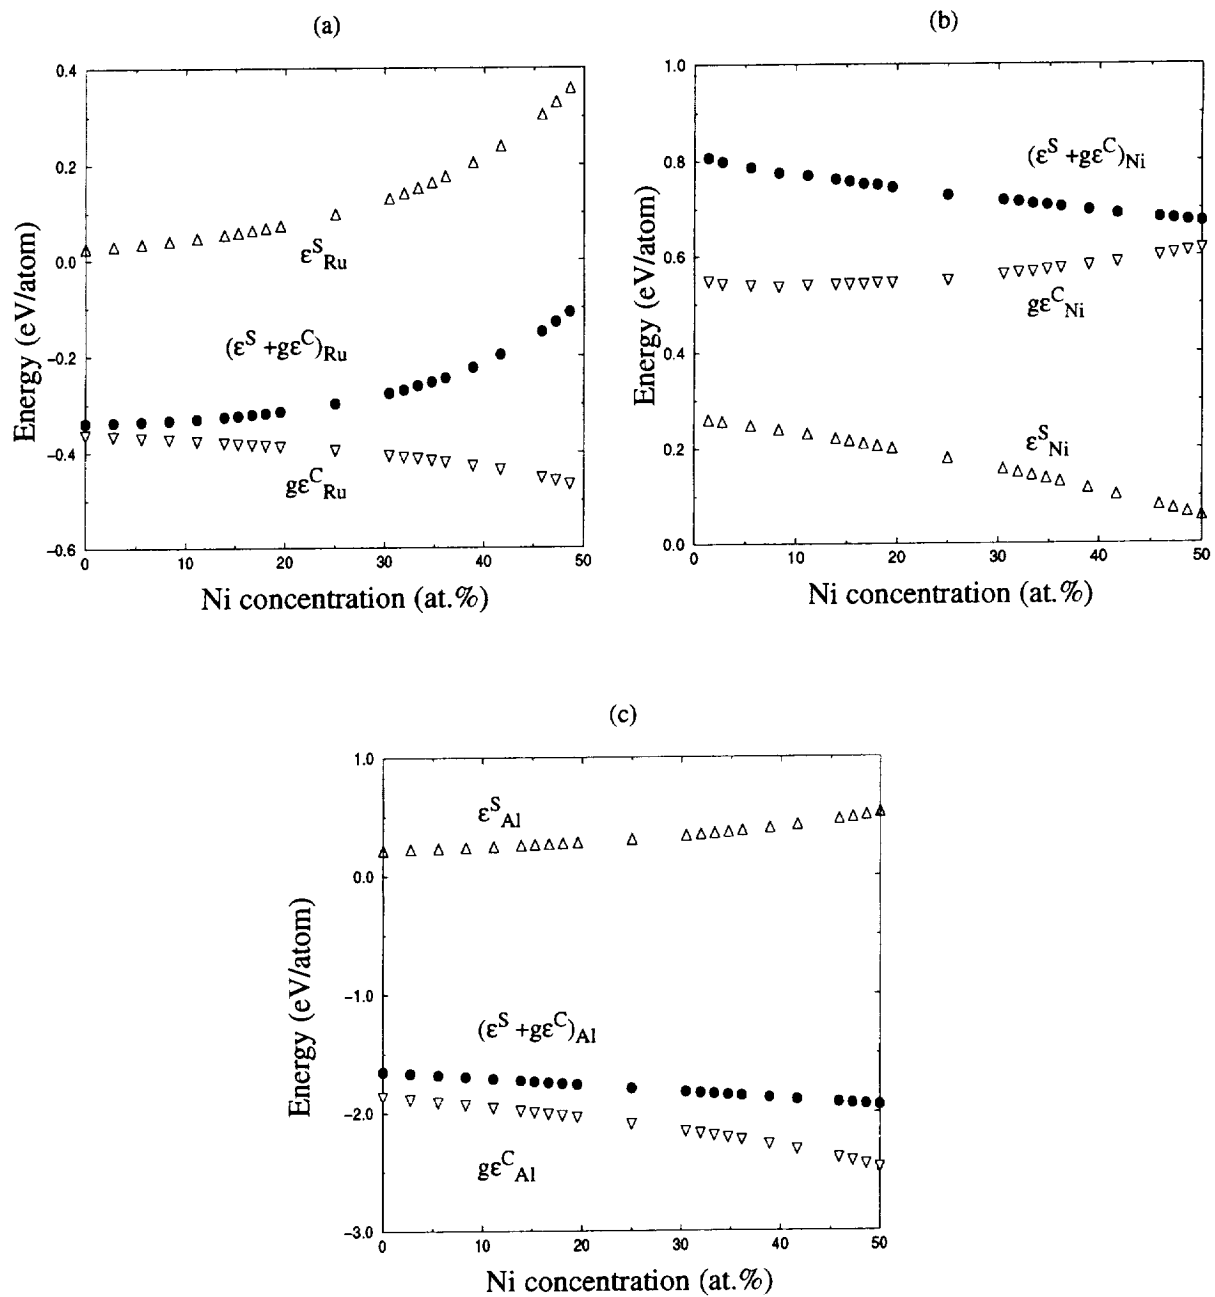 (a)
0.4
0.2
0.0
−0.2
−0.4
−0.6
Energy (eV/atom)
ε^S_Ru
(ε^S +gε^C)_Ru
gε^C_Ru
0 10 20 30 40 50
Ni concentration (at.%)
(b)
1.0
0.8
0.6
0.4
0.2
0.0
Energy (eV/atom)
(ε^S +gε^C)_Ni
gε^C_Ni
ε^S_Ni
0 10 20 30 40 50
Ni concentration (at.%)
(c)
1.0
0.0
−1.0
−2.0
−3.0
Energy (eV/atom)
ε^S_Al
(ε^S +gε^C)_Al
gε^C_Al
0 10 20 30 40 50
Ni concentration (at.%)